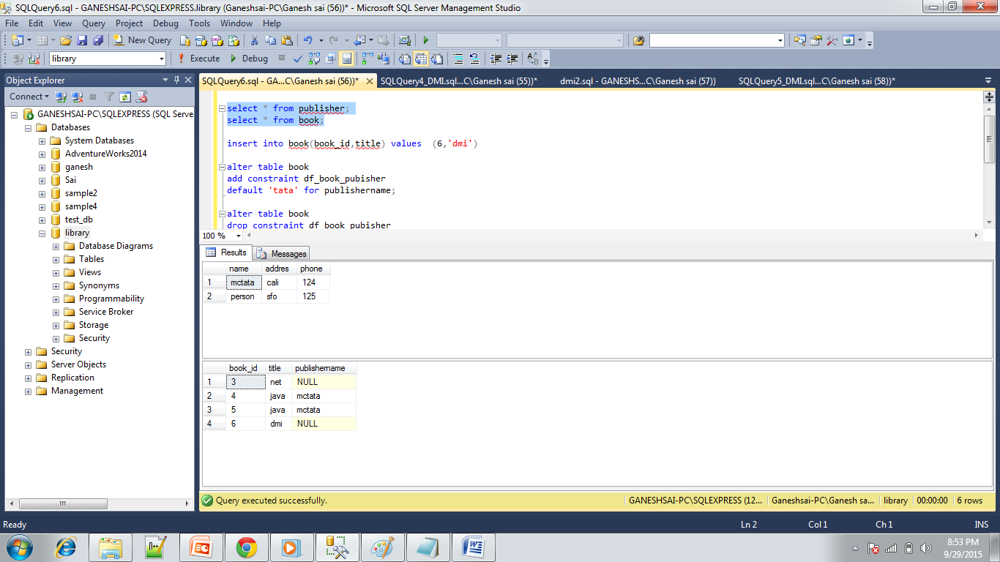 SQLQuery6.sql - GANESHSAI-PC\SQLEXPRESS.library (Ganeshsai-PC\Ganesh sai (56))* - Microsoft SQL Server Management Studio
File Edit View Query Project Debug Tools Window Help
New Query
library Execute Debug
Object Explorer
Connect
GANESHSAI-PC\SQLEXPRESS (SQL Serve
Databases
System Databases
AdventureWorks2014
ganesh
Sai
sample2
sample4
test_db
library
Database Diagrams
Tables
Views
Synonyms
Programmability
Service Broker
Storage
Security
Security
Server Objects
Replication
Management
SQLQuery6.sql - GA...C\Ganesh sai (56))* SQLQuery4_DMI.sql...C\Ganesh sai (55))* dmi2.sql - GANESHS...C\Ganesh sai (57)) SQLQuery5_DMI.sql...C\Ganesh sai (58))*
select * from publisher;
select * from book;
insert into book(book_id,title) values (6,'dmi')
alter table book
add constraint df_book_pubisher
default 'tata' for publishername;
alter table book
drop constraint df_book_pubisher
100 %
Results Messages
name addres phone
1 mctata cali 124
2 person sfo 125
book_id title publishername
1 3 net NULL
2 4 java mctata
3 5 java mctata
4 6 dmi NULL
Query executed successfully. GANESHSAI-PC\SQLEXPRESS (12... Ganeshsai-PC\Ganesh sa... library 00:00:00 6 rows
Ready Ln 2 Col 1 Ch 1 INS
8:53 PM
9/29/2015